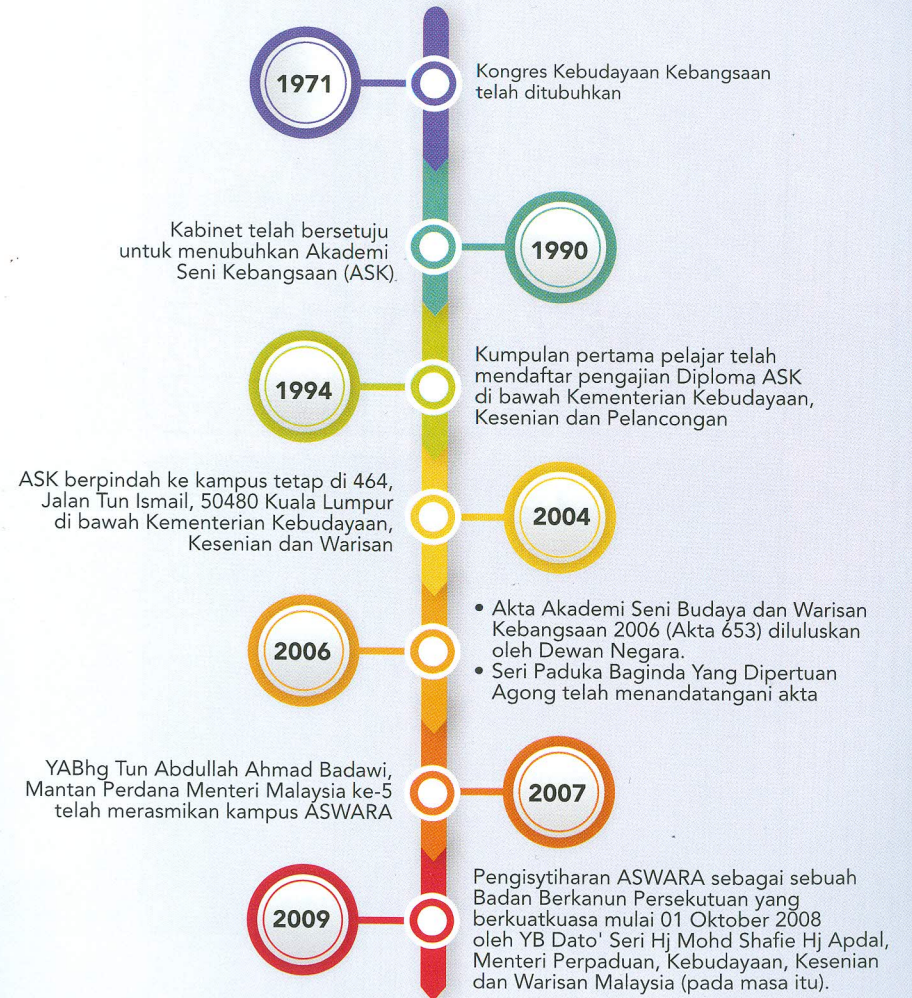 1971
Kongres Kebudayaan Kebangsaan
telah ditubuhkan
Kabinet telah bersetuju
untuk menubuhkan Akademi
Seni Kebangsaan (ASK).
1990
1994
Kumpulan pertama pelajar telah
mendaftar pengajian Diploma ASK
di bawah Kementerian Kebudayaan,
Kesenian dan Pelancongan
ASK berpindah ke kampus tetap di 464,
Jalan Tun Ismail, 50480 Kuala Lumpur
di bawah Kementerian Kebudayaan,
Kesenian dan Warisan
2004
2006
• Akta Akademi Seni Budaya dan Warisan
Kebangsaan 2006 (Akta 653) diluluskan
oleh Dewan Negara.
• Seri Paduka Baginda Yang Dipertuan
Agong telah menandatangani akta
YABhg Tun Abdullah Ahmad Badawi,
Mantan Perdana Menteri Malaysia ke-5
telah merasmikan kampus ASWARA
2007
2009
Pengisytiharan ASWARA sebagai sebuah
Badan Berkanun Persekutuan yang
berkuatkuasa mulai 01 Oktober 2008
oleh YB Dato' Seri Hj Mohd Shafie Hj Apdal,
Menteri Perpaduan, Kebudayaan, Kesenian
dan Warisan Malaysia (pada masa itu).